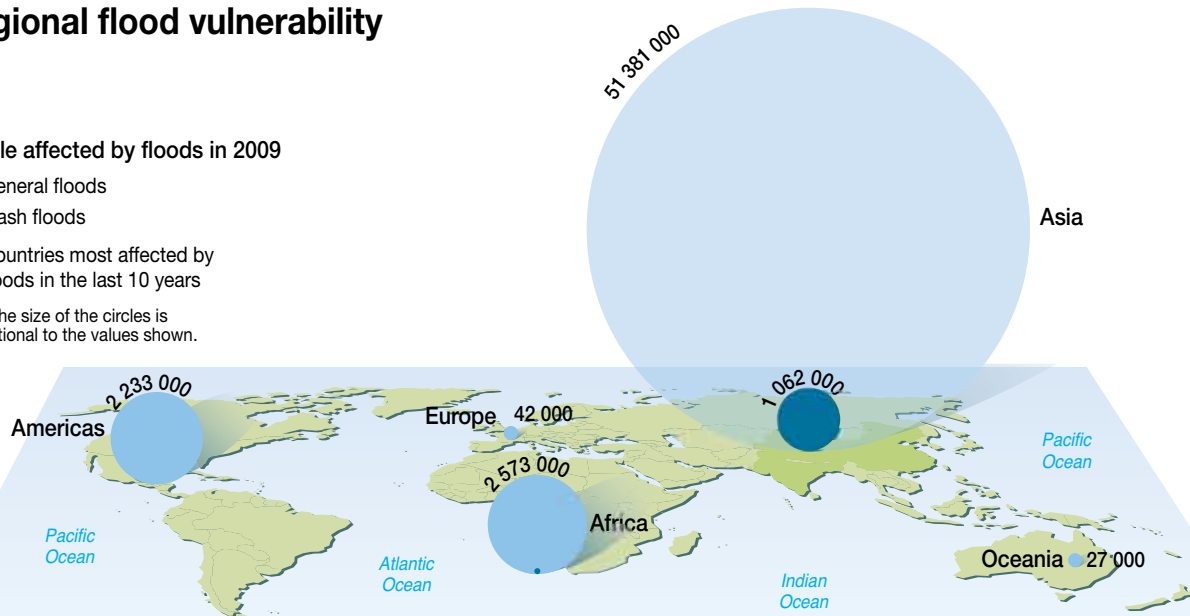 gional flood vulnerability
51 381 000
le affected by floods in 2009
eneral floods
ash floods
Asia
ountries most affected by
oods in the last 10 years
he size of the circles is
tional to the values shown.
2 233 000
1 062 000
Americas
Europe 42 000
Pacific
Ocean
2 573 000
Africa
Pacific
Ocean
Atlantic
Ocean
Oceania 27 000
Indian
Ocean